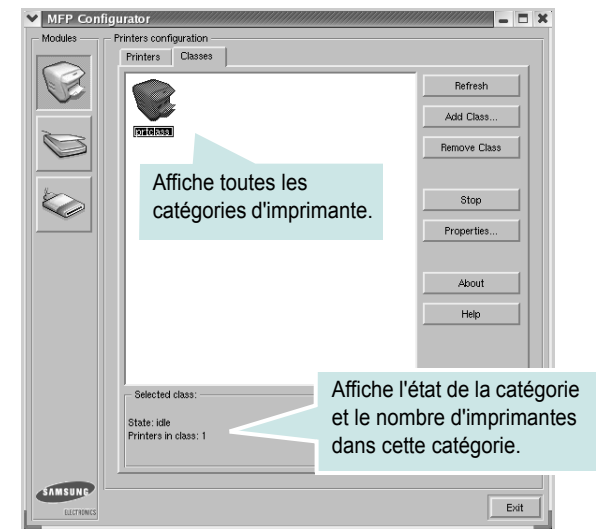 MFP Configurator
Modules
Printers configuration
Printers
Classes
prtclass1
Refresh
Add Class...
Remove Class
Stop
Properties...
About
Help
Affiche toutes les
catégories d'imprimante.
Selected class:
State: idle
Printers in class: 1
Affiche l'état de la catégorie
et le nombre d'imprimantes
dans cette catégorie.
SAMSUNG
ELECTRONICS
Exit